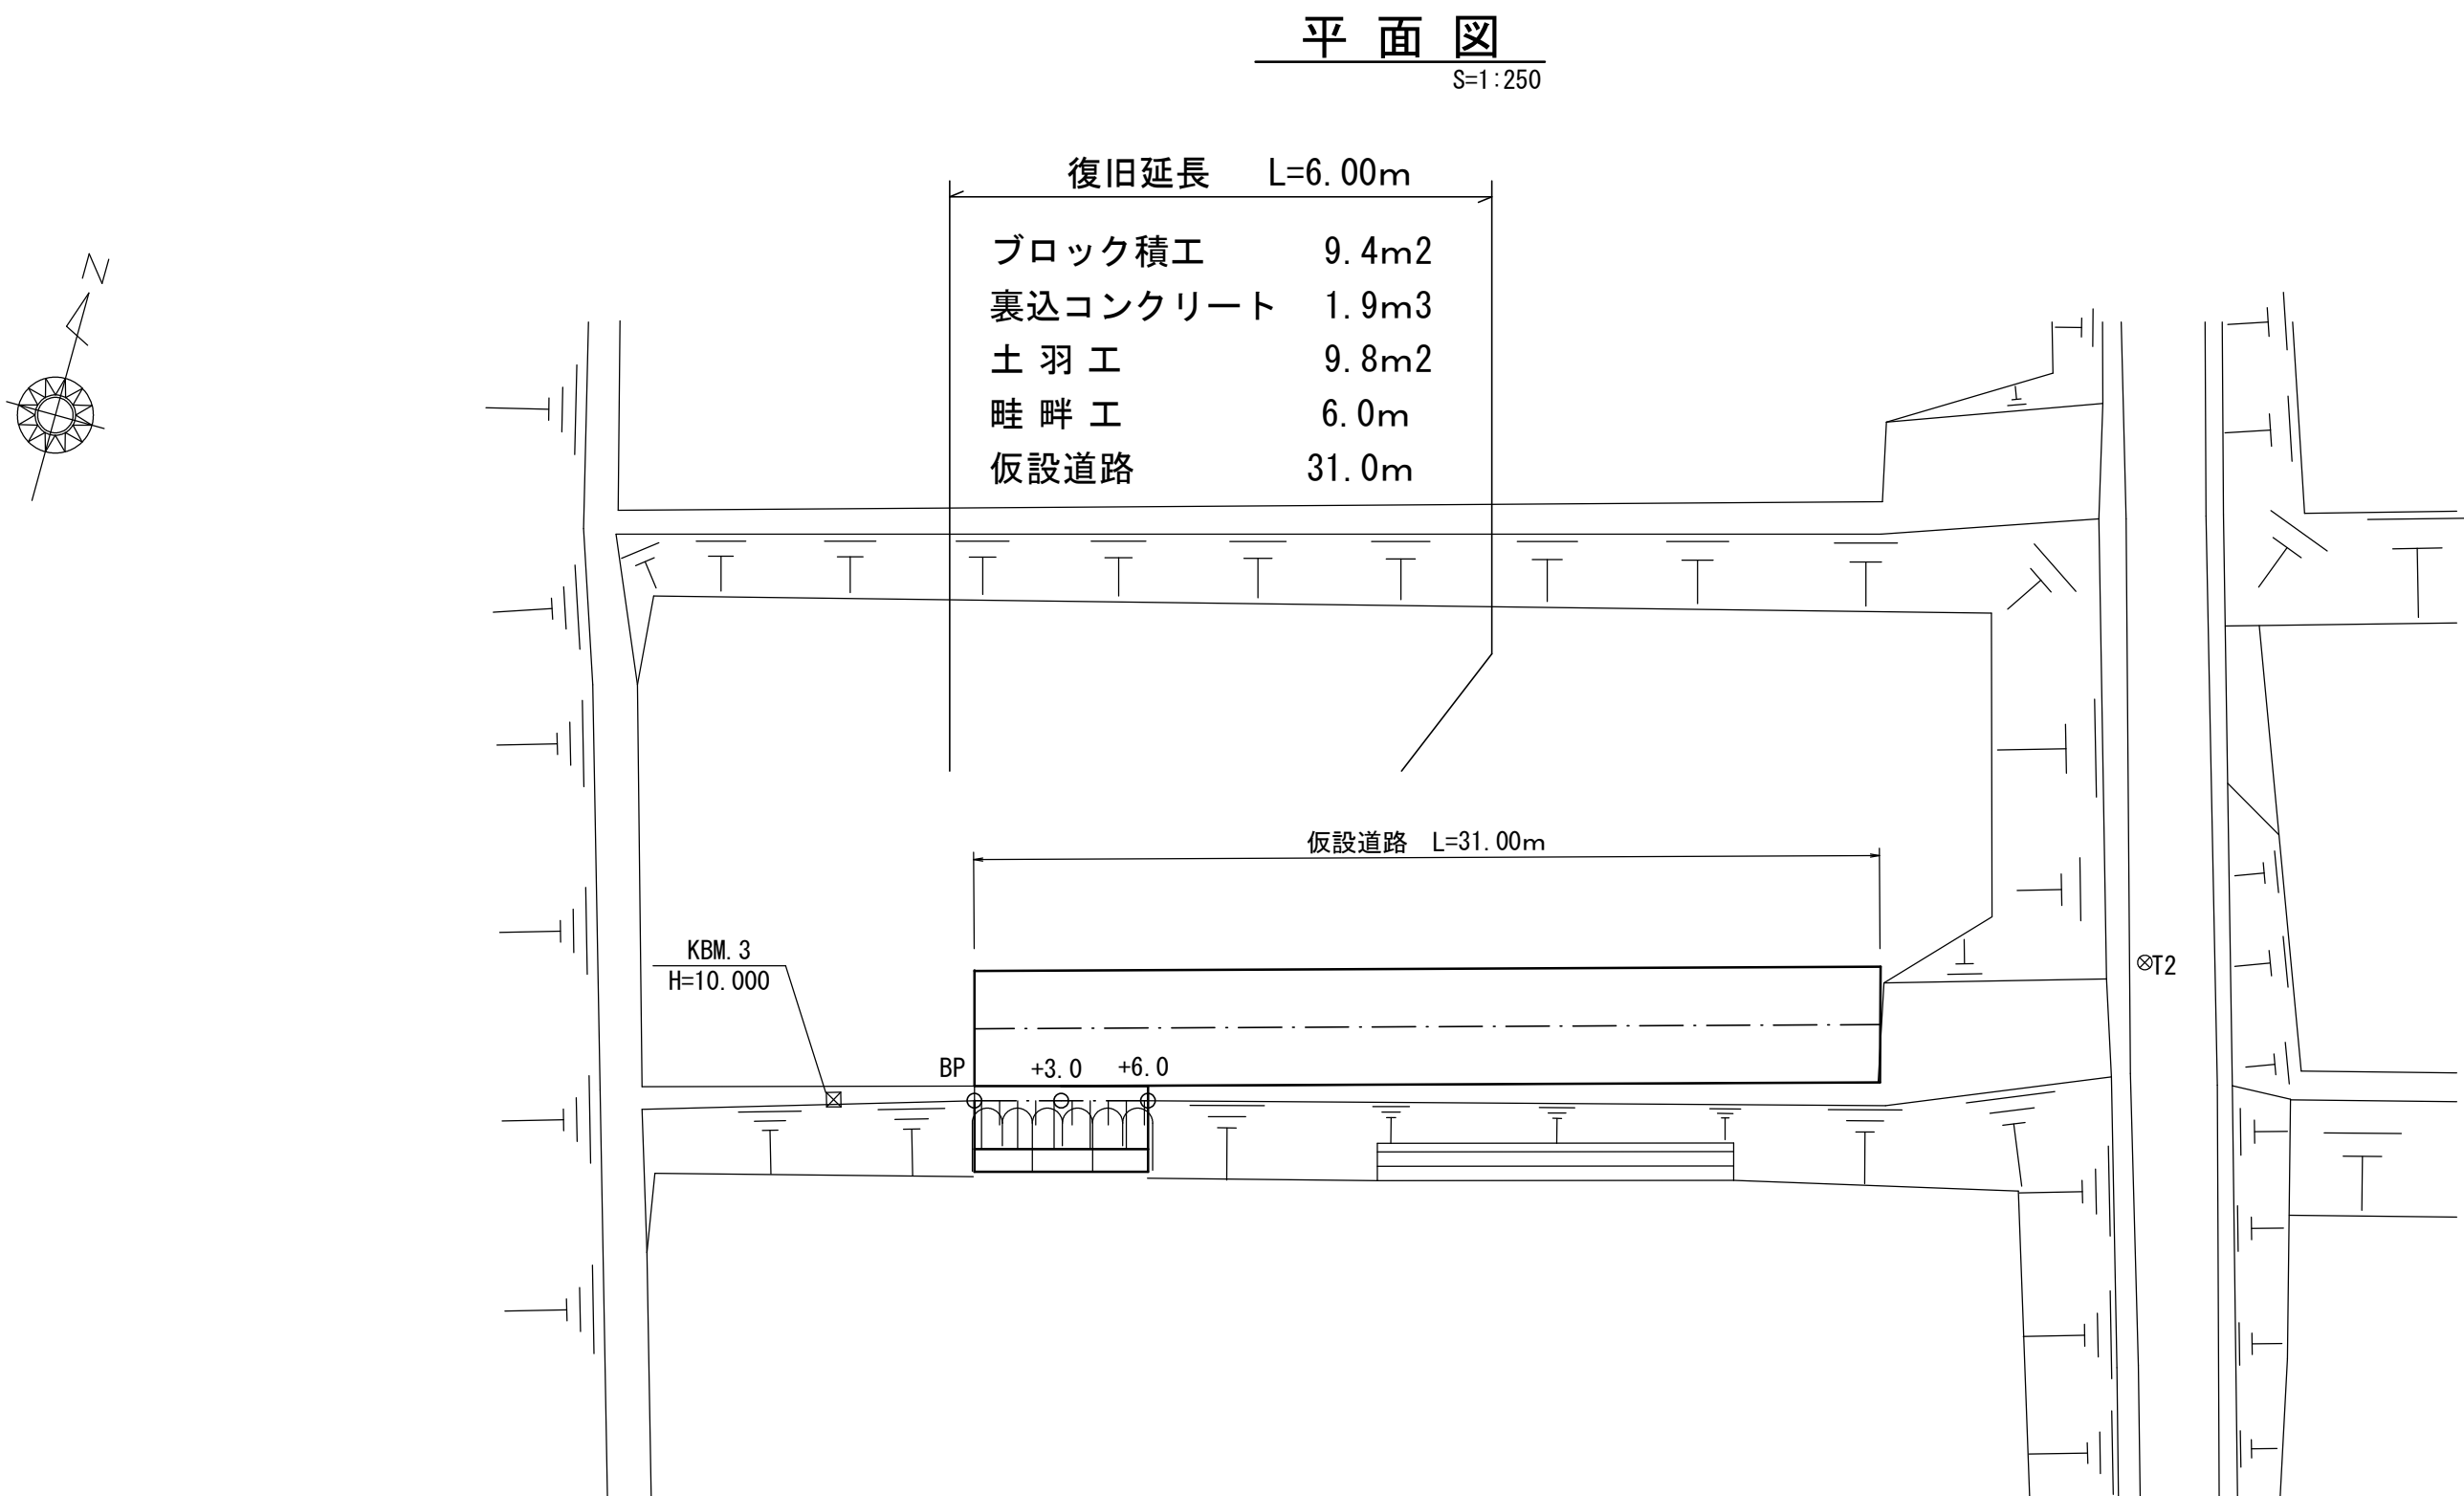 平 面 図
S=1:250
復旧延長 L=6.00m
ブロック積工 9.4m2
裏込コンクリート 1.9m3
土 羽 工 9.8m2
畦 畔 工 6.0m
仮設道路 31.0m
N
仮設道路 L=31.00m
KBM.3
H=10.000
T2
BP +3.0 +6.0